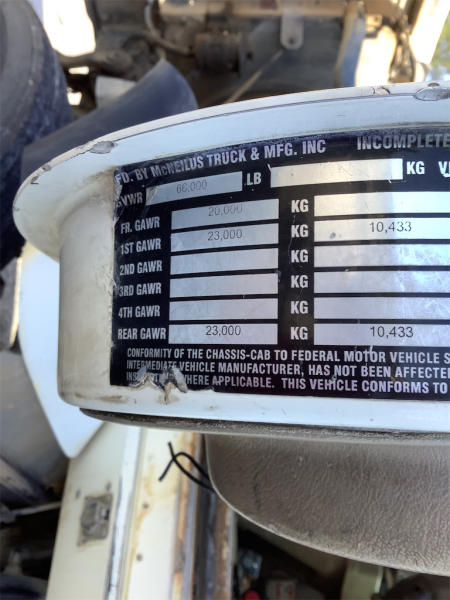 FD. BY McNEILUS TRUCK & MFG. INC INCOMPLETE
GVWR 66,000 LB KG
FR. GAWR 20,000 KG
1ST GAWR 23,000 KG 10,433
2ND GAWR KG
3RD GAWR KG
4TH GAWR KG
REAR GAWR 23,000 KG 10,433
CONFORMITY OF THE CHASSIS-CAB TO FEDERAL MOTOR VEHICLE S
INTERMEDIATE VEHICLE MANUFACTURER, HAS NOT BEEN AFFECTED
WHERE APPLICABLE. THIS VEHICLE CONFORMS TO